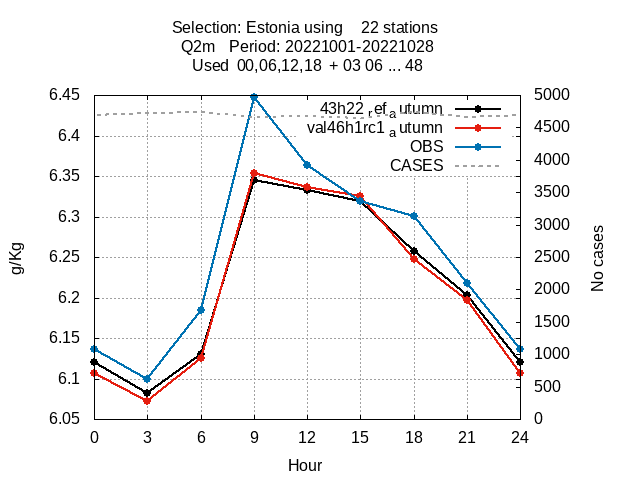 Selection: Estonia using    22 stations
Q2m   Period: 20221001-20221028
Used  00,06,12,18  + 03 06 ... 48
6.45
6.4
6.35
6.3
6.25
6.2
6.15
6.1
6.05
5000
4500
4000
3500
3000
2500
2000
1500
1000
500
0
43h22refautumn
val46h1rc1autumn
OBS
CASES
g/Kg
No cases
0 3 6 9 12 15 18 21 24
Hour